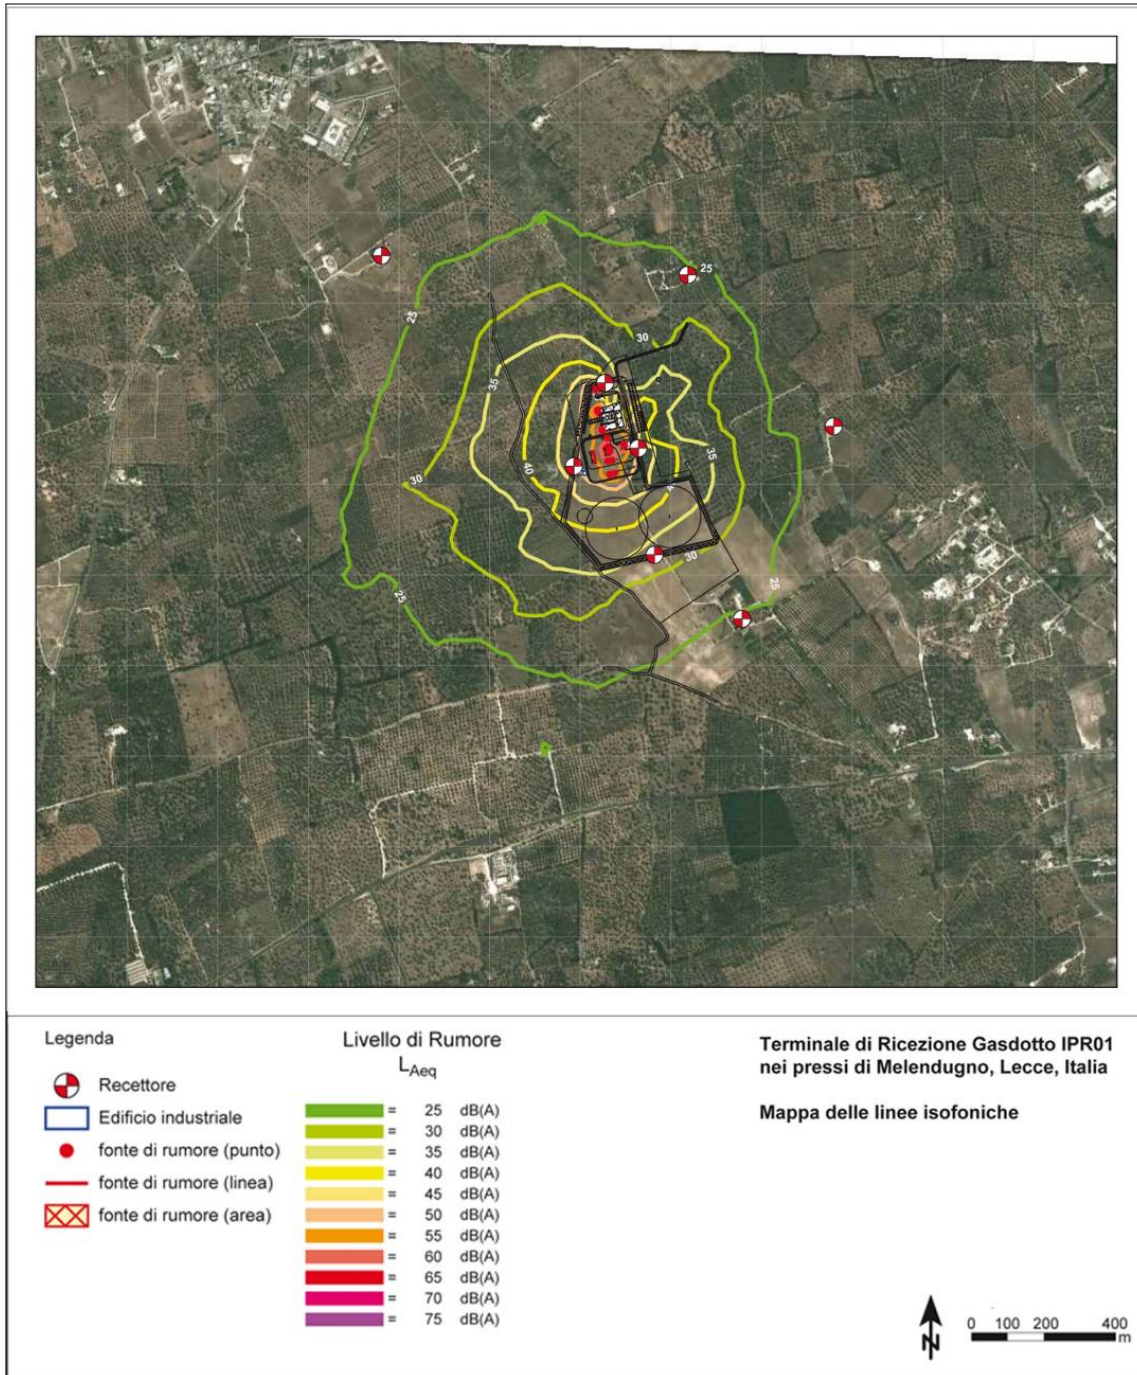 25
25
30
35
30
40
35
30
25
25
Legenda
Recettore
Edificio industriale
fonte di rumore (punto)
fonte di rumore (linea)
fonte di rumore (area)
Livello di Rumore
LAeq
= 25 dB(A)
= 30 dB(A)
= 35 dB(A)
= 40 dB(A)
= 45 dB(A)
= 50 dB(A)
= 55 dB(A)
= 60 dB(A)
= 65 dB(A)
= 70 dB(A)
= 75 dB(A)
Terminale di Ricezione Gasdotto IPR01
nei pressi di Melendugno, Lecce, Italia
Mappa delle linee isofoniche
N
0 100 200 400
m